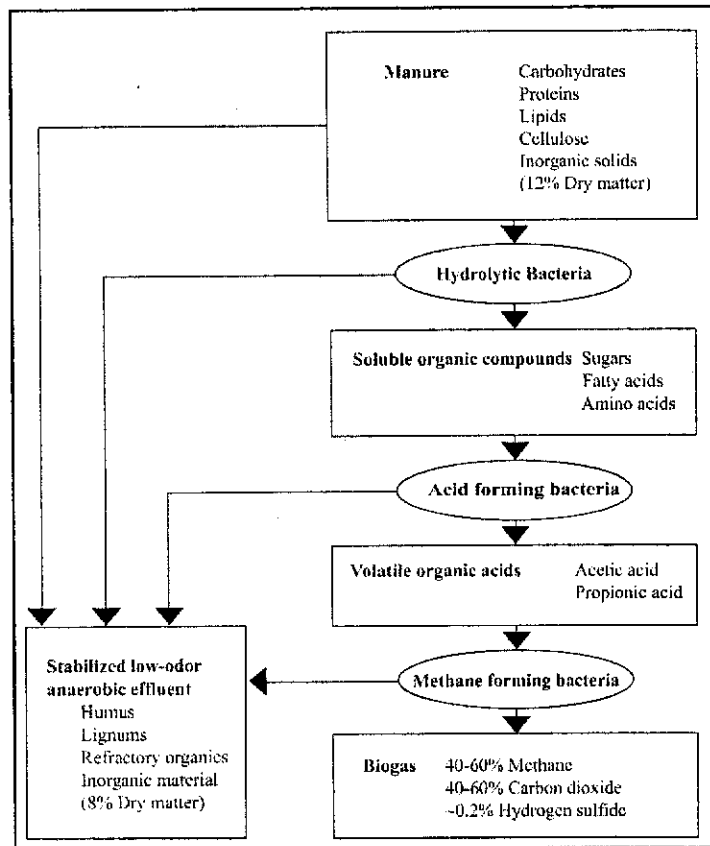 Manure Carbohydrates
Proteins
Lipids
Cellulose
Inorganic solids
(12% Dry matter)
Hydrolytic Bacteria
Soluble organic compounds Sugars
Fatty acids
Amino acids
Acid forming bacteria
Volatile organic acids Acetic acid
Propionic acid
Methane forming bacteria
Stabilized low-odor
anaerobic effluent
Humus
Lignums
Refractory organics
Inorganic material
(8% Dry matter)
Biogas 40-60% Methane
40-60% Carbon dioxide
~0.2% Hydrogen sulfide